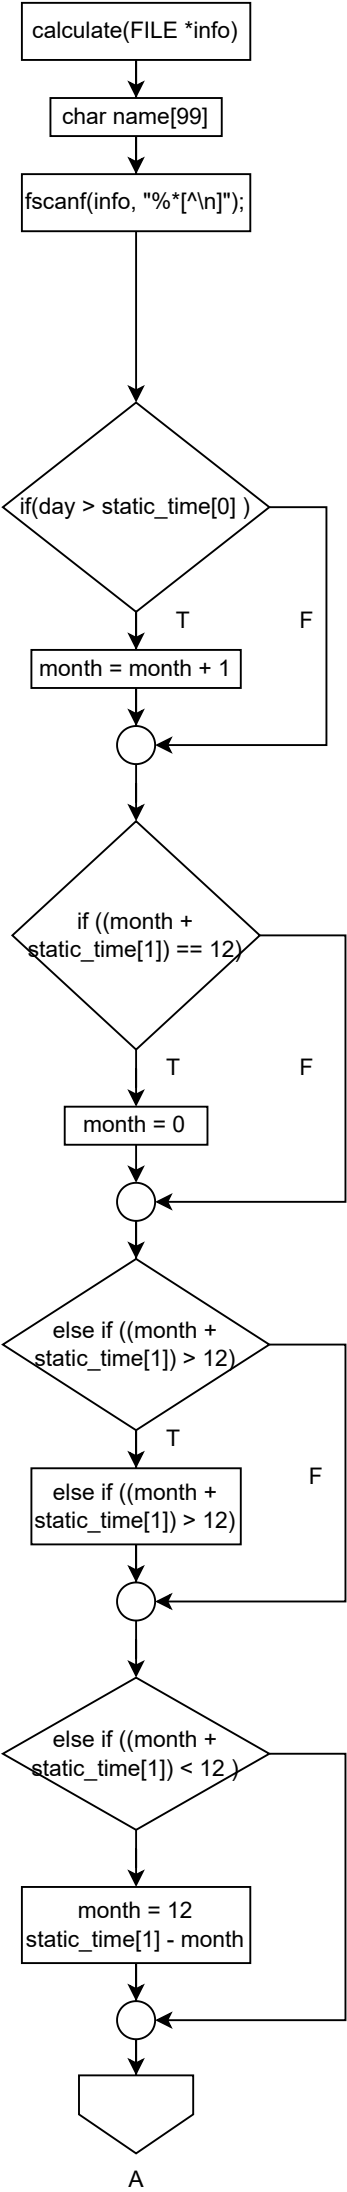 calculate(FILE *info)
char name[99]
fscanf(info, "%*[^\n]");
if(day > static_time[0] )
T
F
month = month + 1
if ((month +
static_time[1]) == 12)
T
F
month = 0
else if ((month +
static_time[1]) > 12)
T
F
else if ((month +
static_time[1]) > 12)
else if ((month +
static_time[1]) < 12 )
month = 12
static_time[1] - month
A